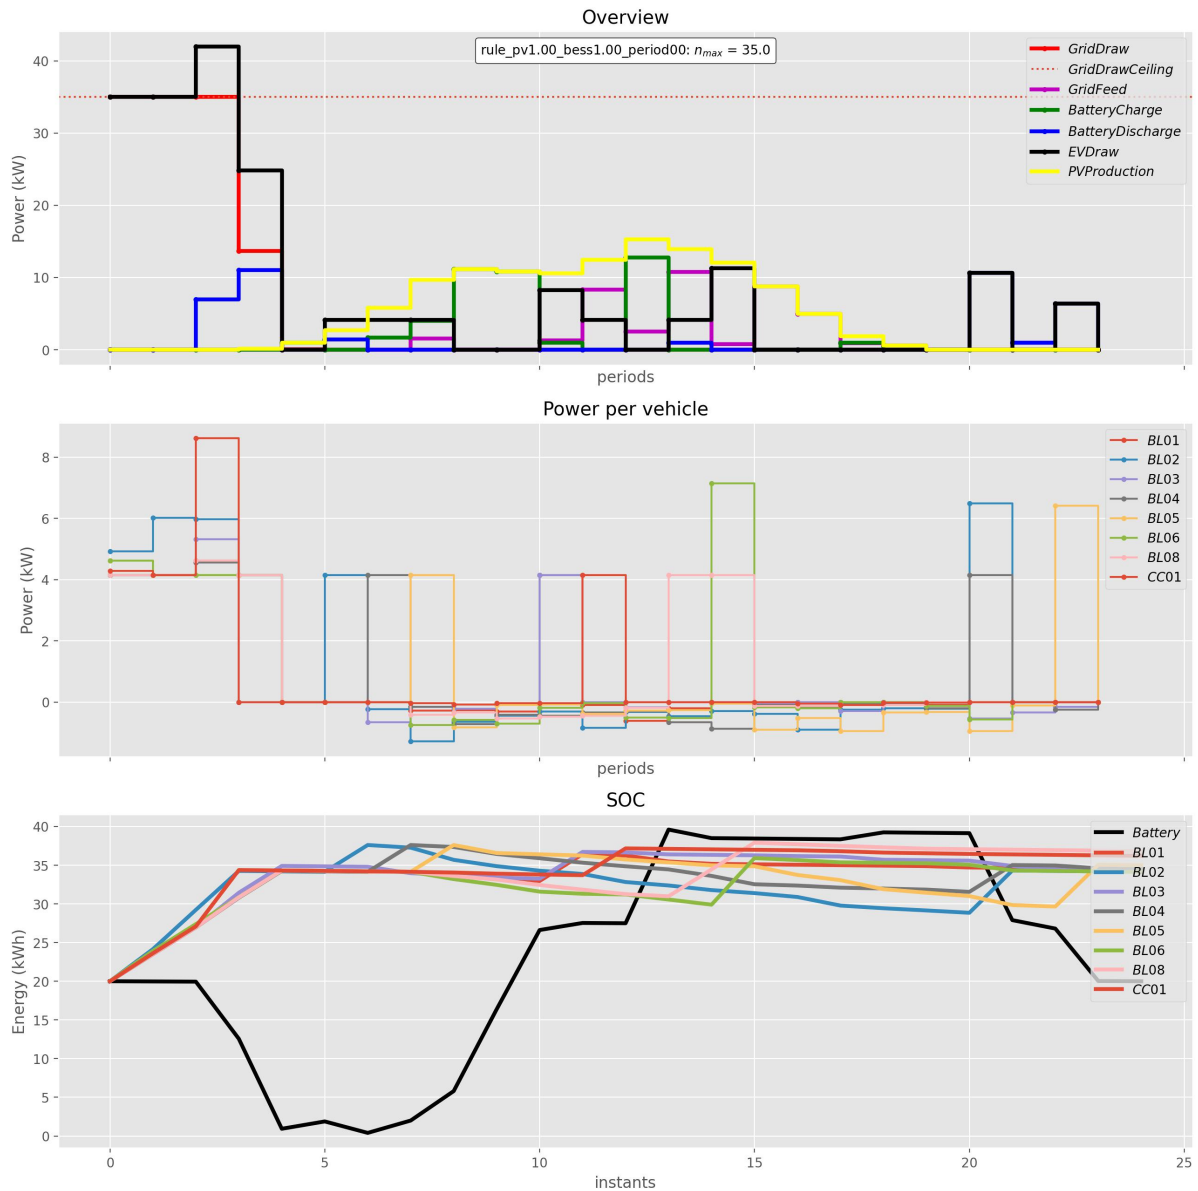 Overview
rule_pv1.00_bess1.00_period00: n_max = 35.0
GridDraw
GridDrawCeiling
GridFeed
BatteryCharge
BatteryDischarge
EVDraw
PVProduction
40
30
20
10
0
Power (kW)
periods
Power per vehicle
BL01
BL02
BL03
BL04
BL05
BL06
BL08
CC01
8
6
4
2
0
Power (kW)
periods
SOC
Battery
BL01
BL02
BL03
BL04
BL05
BL06
BL08
CC01
40
35
30
25
20
15
10
5
0
Energy (kWh)
0 5 10 15 20 25
instants